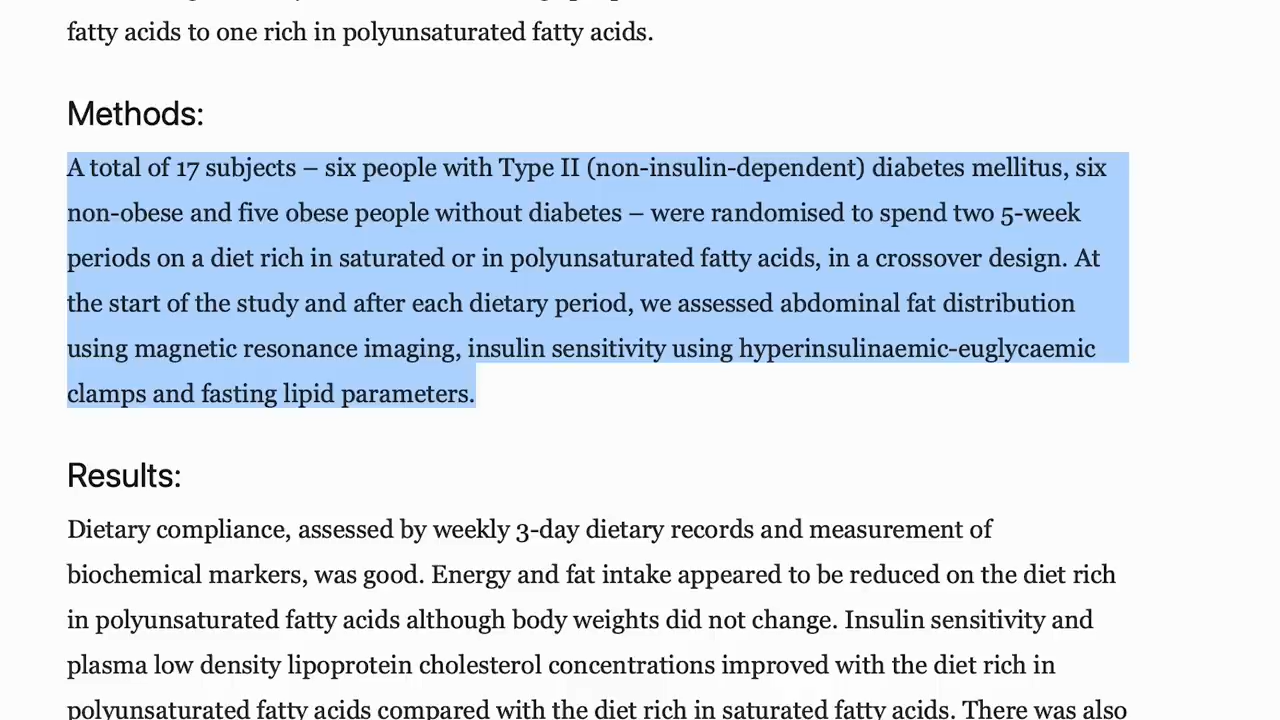 fatty acids to one rich in polyunsaturated fatty acids.
Methods:
A total of 17 subjects – six people with Type II (non-insulin-dependent) diabetes mellitus, six
non-obese and five obese people without diabetes – were randomised to spend two 5-week
periods on a diet rich in saturated or in polyunsaturated fatty acids, in a crossover design. At
the start of the study and after each dietary period, we assessed abdominal fat distribution
using magnetic resonance imaging, insulin sensitivity using hyperinsulinaemic-euglycaemic
clamps and fasting lipid parameters.
Results:
Dietary compliance, assessed by weekly 3-day dietary records and measurement of
biochemical markers, was good. Energy and fat intake appeared to be reduced on the diet rich
in polyunsaturated fatty acids although body weights did not change. Insulin sensitivity and
plasma low density lipoprotein cholesterol concentrations improved with the diet rich in
polyunsaturated fatty acids compared with the diet rich in saturated fatty acids. There was also